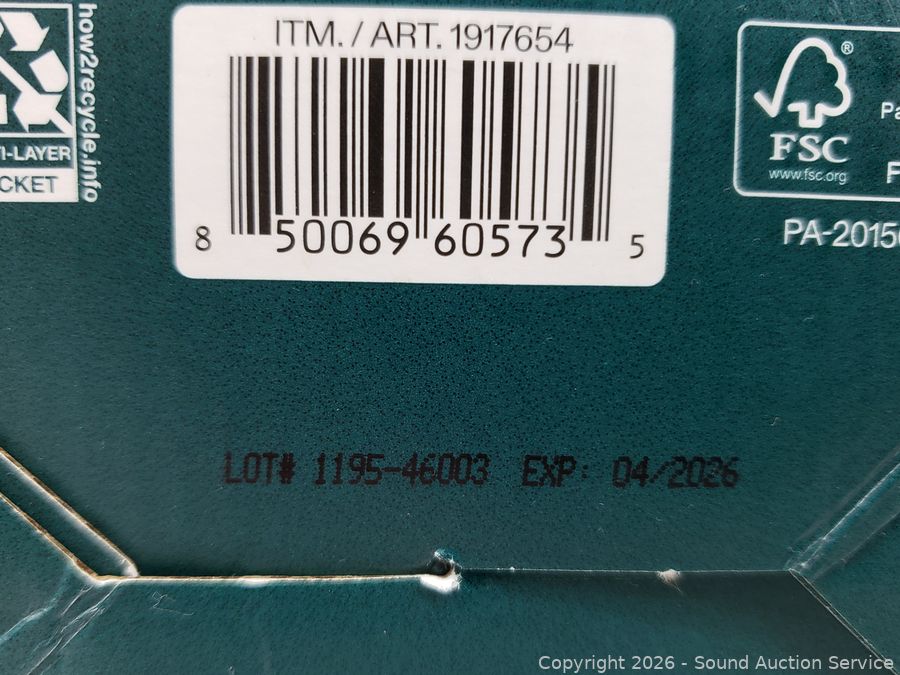 how2recycle.info
I-LAYER
CKET
ITM. / ART. 1917654
8 50069 60573 5
®
FSC
www.fsc.org
PA-2015
LOT# 1195-46003 EXP: 04/2026
Copyright 2026 - Sound Auction Service